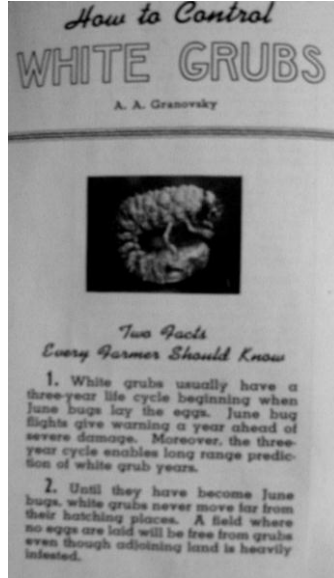 How to Control
WHITE GRUBS
A. A. Granovsky
Two Facts
Every Farmer Should Know
1. White grubs usually have a
three-year life cycle beginning when
June bugs lay the eggs. June bug
flights give warning a year ahead of
severe damage. Moreover, the three-
year cycle enables long range predic-
tion of white grub years.
2. Until they have become June
bugs, white grubs never move far from
their hatching places. A field where
no eggs are laid will be free from grubs
even though adjoining land is heavily
infested.